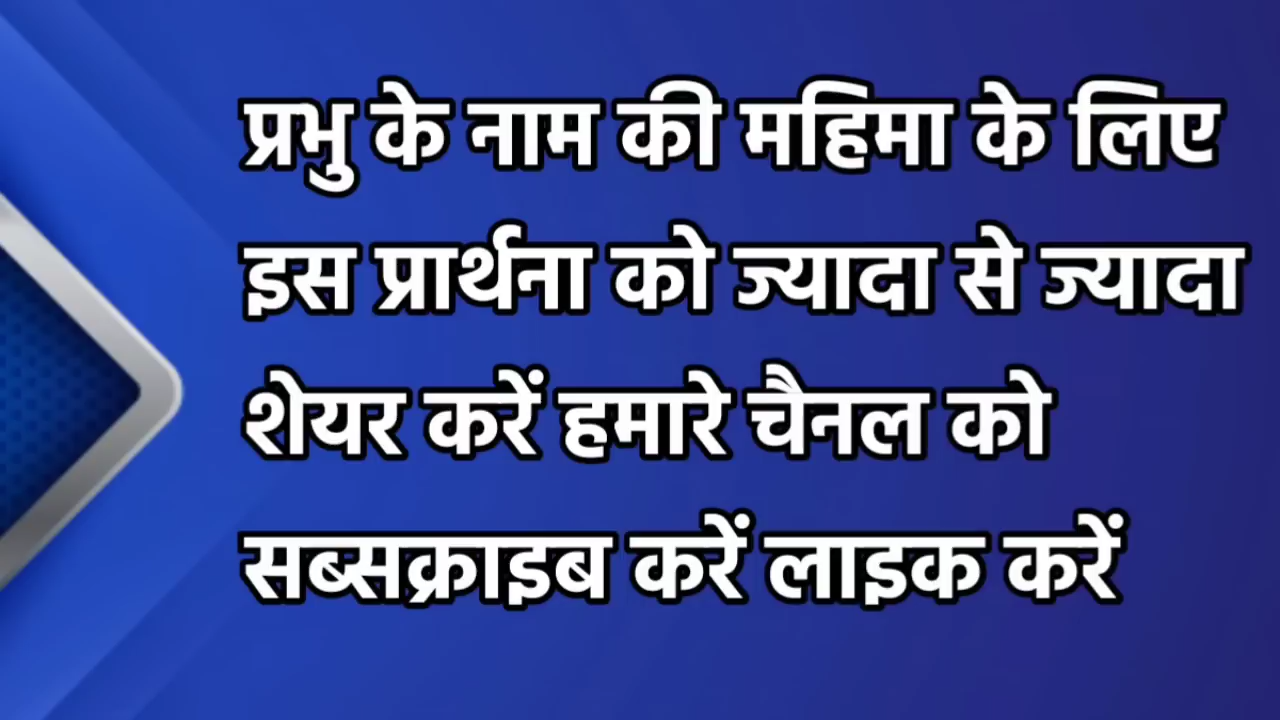 प्रभु के नाम की महिमा के लिए
इस प्रार्थना को ज्यादा से ज्यादा
शेयर करें हमारे चैनल को
सब्सक्राइब करें लाइक करें